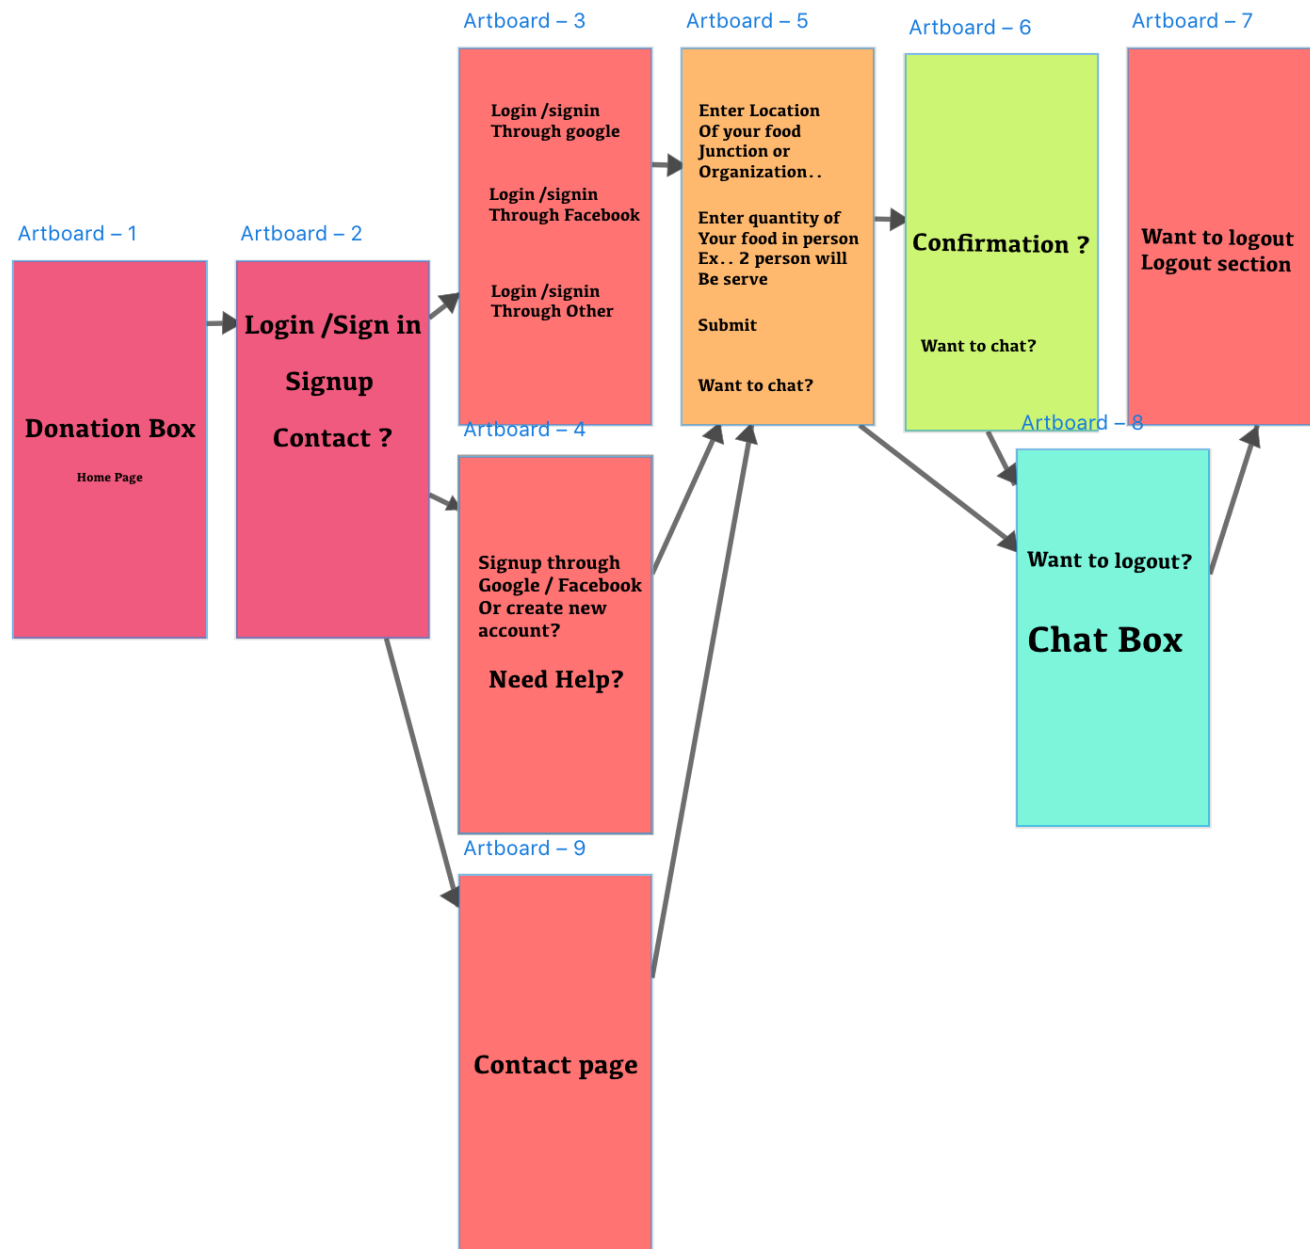 Artboard – 1
Donation Box
Home Page
Artboard – 2
Login /Sign in
Signup
Contact ?
Artboard – 3
Login /signin
Through google
Login /signin
Through Facebook
Login /signin
Through Other
Artboard – 4
Signup through
Google / Facebook
Or create new
account?
Need Help?
Artboard – 9
Contact page
Artboard – 5
Enter Location
Of your food
Junction or
Organization..
Enter quantity of
Your food in person
Ex.. 2 person will
Be serve
Submit
Want to chat?
Artboard – 6
Confirmation ?
Want to chat?
Artboard – 7
Want to logout
Logout section
Artboard – 8
Want to logout?
Chat Box